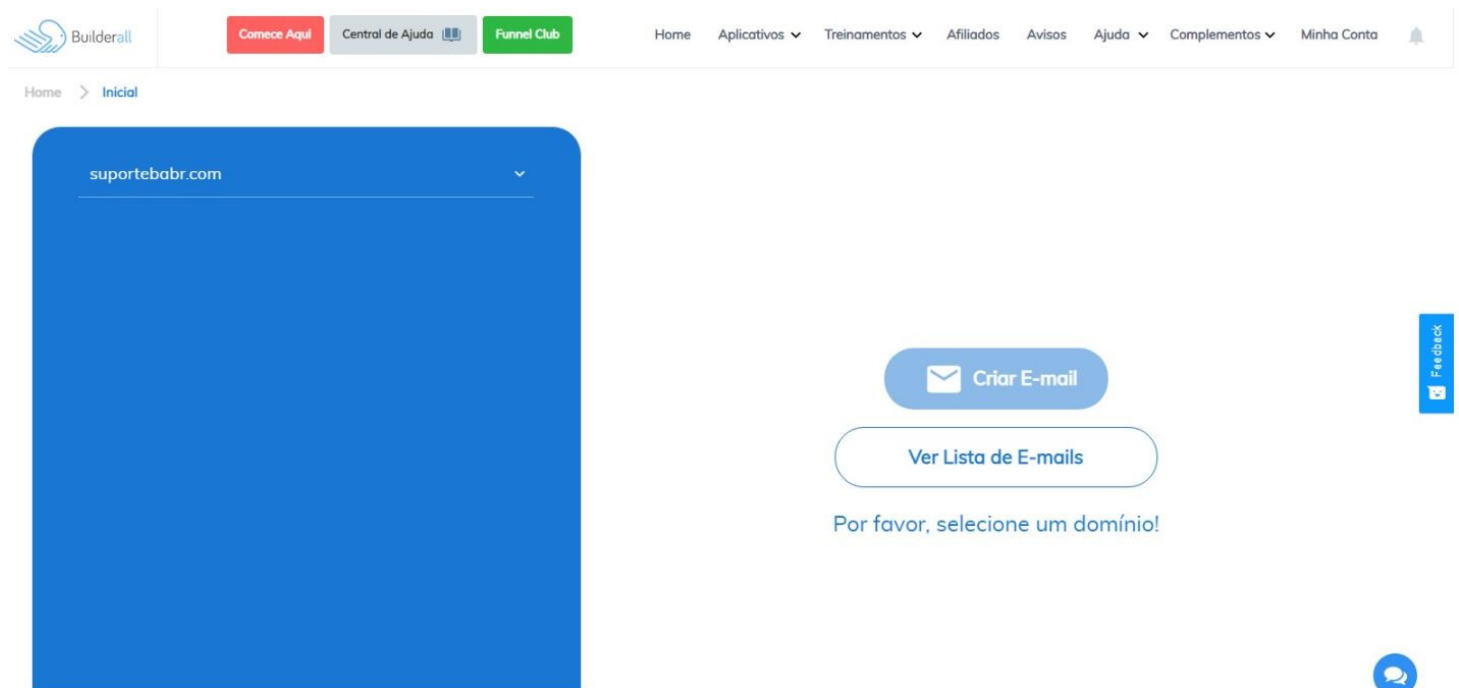 Builderall
Comece Aqui
Central de Ajuda
Funnel Club
Home
Aplicativos
Treinamentos
Afiliados
Avisos
Ajuda
Complementos
Minha Conta
Home > Inicial
suportebabr.com
Criar E-mail
Feedback
Ver Lista de E-mails
Por favor, selecione um domínio!